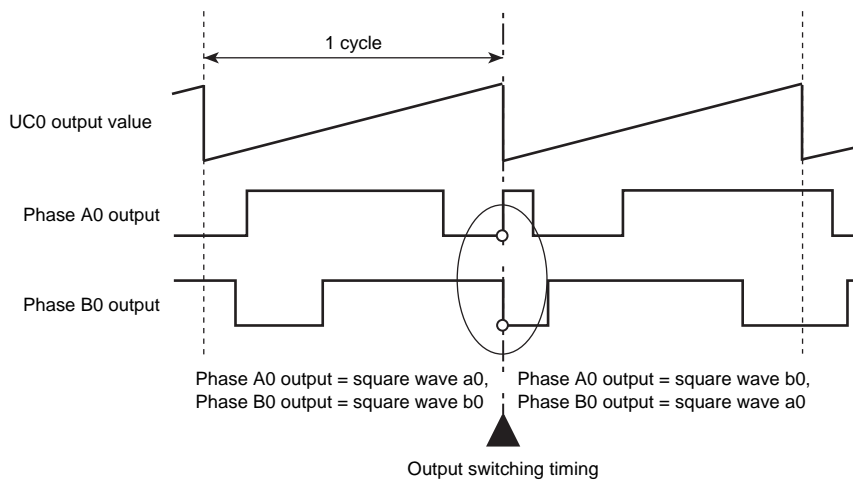 1 cycle
UC0 output value
Phase A0 output
Phase B0 output
Phase A0 output = square wave a0,
Phase B0 output = square wave b0
Phase A0 output = square wave b0,
Phase B0 output = square wave a0
Output switching timing